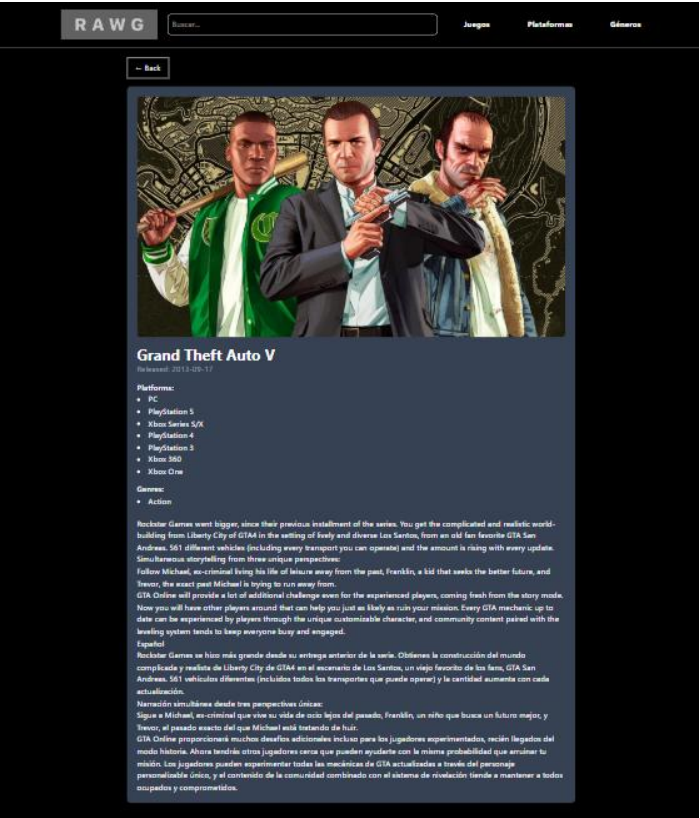 RAWG
Buscar...
Juegos
Plataformas
Géneros
← Back
Grand Theft Auto V
Released: 2013-09-17
Platforms:
• PC
• PlayStation 5
• Xbox Series S/X
• PlayStation 4
• PlayStation 3
• Xbox 360
• Xbox One
Genres:
• Action
Rockstar Games went bigger, since their previous installment of the series. You get the complicated and realistic world-
building from Liberty City of GTA4 in the setting of lively and diverse Los Santos, from an old fan favorite GTA San
Andreas. 561 different vehicles (including every transport you can operate) and the amount is rising with every update.
Simultaneous storytelling from three unique perspectives:
Follow Michael, ex-criminal living his life of leisure away from the past, Franklin, a kid that seeks the better future, and
Trevor, the exact past Michael is trying to run away from.
GTA Online will provide a lot of additional challenge even for the experienced players, coming fresh from the story mode.
Now you will have other players around that can help you just as likely as ruin your mission. Every GTA mechanic up to
date can be experienced by players through the unique customizable character, and community content paired with the
leveling system tends to keep everyone busy and engaged.
Español
Rockstar Games se hizo más grande desde su entrega anterior de la serie. Obtienes la construcción del mundo
complicada y realista de Liberty City de GTA4 en el escenario de Los Santos, un viejo favorito de los fans, GTA San
Andreas. 561 vehículos diferentes (incluidos todos los transportes que puede operar) y la cantidad aumenta con cada
actualización.
Narración simultánea desde tres perspectivas únicas:
Sigue a Michael, ex-criminal que vive su vida de ocio lejos del pasado, Franklin, un niño que busca un futuro mejor, y
Trevor, el pasado exacto del que Michael está tratando de huir.
GTA Online proporcionará muchos desafíos adicionales incluso para los jugadores experimentados, recién llegados del
modo historia. Ahora tendrás otros jugadores cerca que pueden ayudarte con la misma probabilidad que arruinar tu
misión. Los jugadores pueden experimentar todas las mecánicas de GTA actualizadas a través del personaje
personalizable único, y el contenido de la comunidad combinado con el sistema de nivelación tiende a mantener a todos
ocupados y comprometidos.